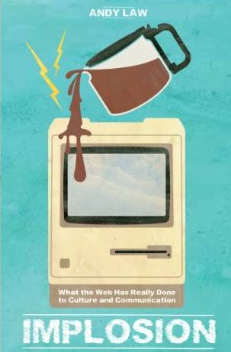 ANDY LAW
What the Web Has Really Done
to Culture and Communication
IMPLOSION